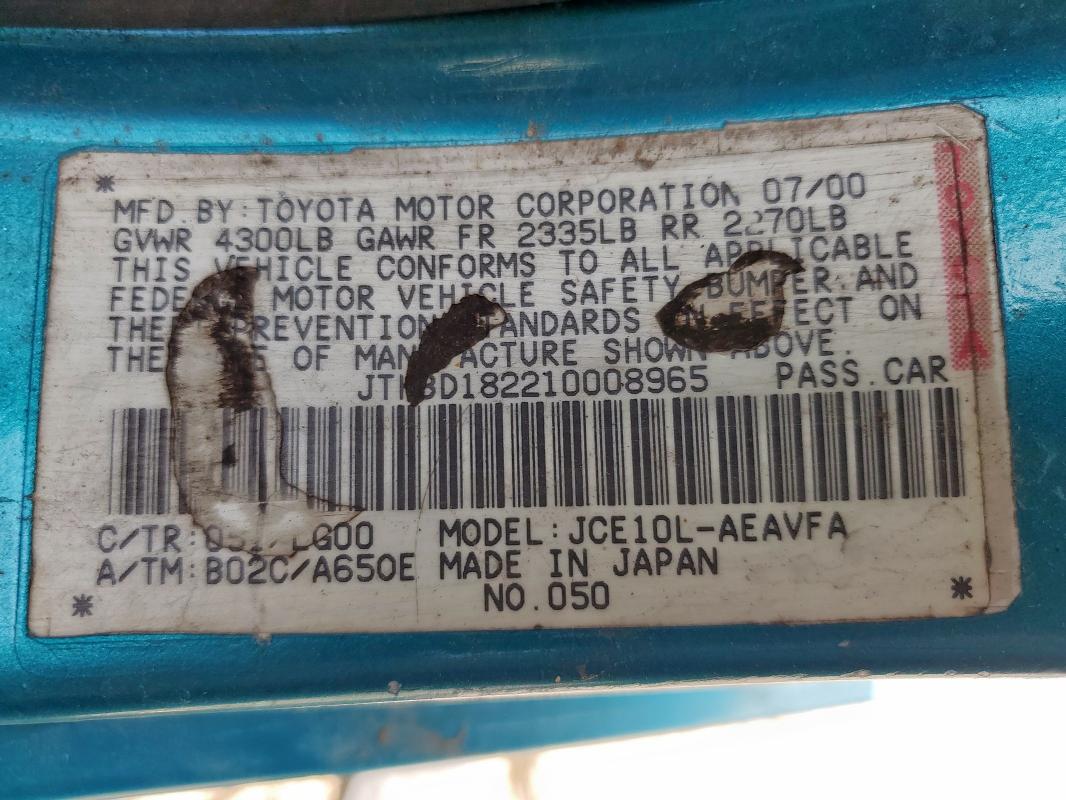 MFD. BY: TOYOTA MOTOR CORPORATION 07/00
GVWR 4300LB GAWR FR 2335LB RR 2270LB
THIS VEHICLE CONFORMS TO ALL APPLICABLE
MOTOR VEHICLE SAFETY, BUMPER AND
PREVENTION STANDARDS EFFECT ON
OF MANUFACTURE SHOWN ABOVE.
PASS. CAR
C/TR: MODEL: JCE10L-AEAVFA
A/TM: B02C/A650E MADE IN JAPAN
NO. 050